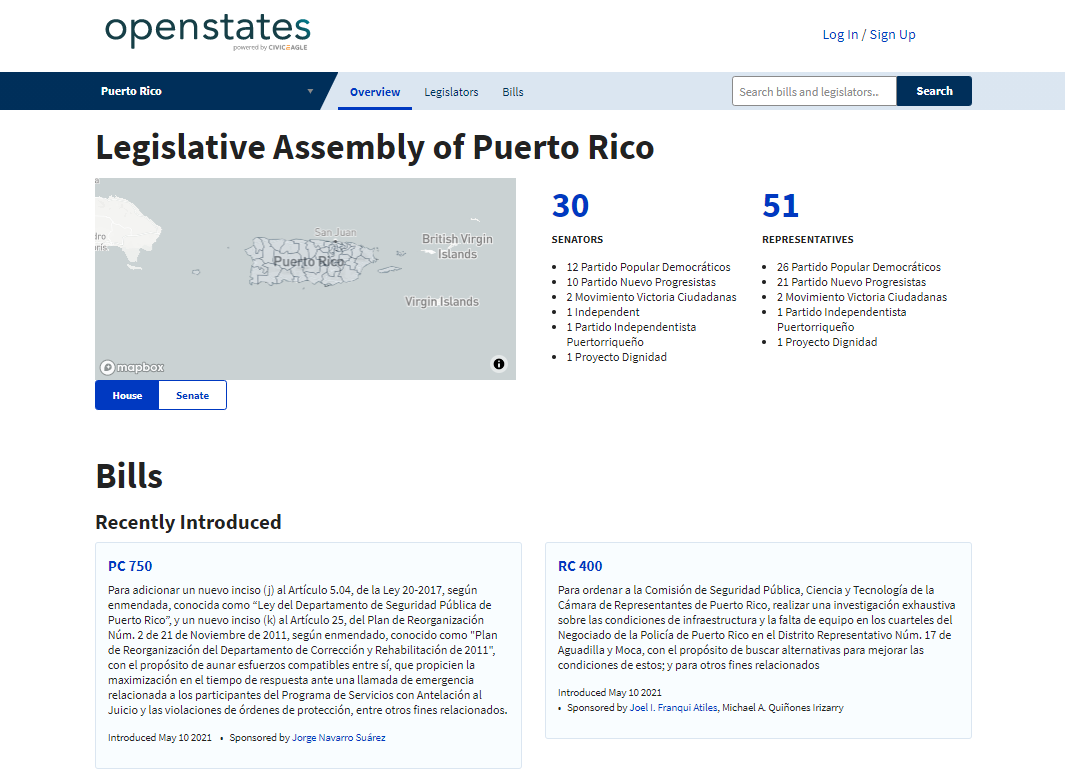 openstates
powered by CIVICEAGLE
Log In / Sign Up
Puerto Rico
Overview
Legislators
Bills
Search bills and legislators..
Search
Legislative Assembly of Puerto Rico
San Juan
Puerto Rico
British Virgin
Islands
Virgin Islands
mapbox
House
Senate
30
SENATORS
12 Partido Popular Democráticos
10 Partido Nuevo Progresistas
2 Movimiento Victoria Ciudadanas
1 Independent
1 Partido Independentista
Puertorriqueño
1 Proyecto Dignidad
51
REPRESENTATIVES
26 Partido Popular Democráticos
21 Partido Nuevo Progresistas
2 Movimiento Victoria Ciudadanas
1 Partido Independentista
Puertorriqueño
1 Proyecto Dignidad
Bills
Recently Introduced
PC 750
Para adicionar un nuevo inciso (j) al Artículo 5.04, de la Ley 20-2017, según
enmendada, conocida como “Ley del Departamento de Seguridad Pública de
Puerto Rico”, y un nuevo inciso (k) al Artículo 25, del Plan de Reorganización
Núm. 2 de 21 de Noviembre de 2011, según enmendado, conocido como "Plan
de Reorganización del Departamento de Corrección y Rehabilitación de 2011",
con el propósito de aunar esfuerzos compatibles entre sí, que propicien la
maximización en el tiempo de respuesta ante una llamada de emergencia
relacionada a los participantes del Programa de Servicios con Antelación al
Juicio y las violaciones de órdenes de protección, entre otros fines relacionados.
Introduced May 10 2021 • Sponsored by Jorge Navarro Suárez
RC 400
Para ordenar a la Comisión de Seguridad Pública, Ciencia y Tecnología de la
Cámara de Representantes de Puerto Rico, realizar una investigación exhaustiva
sobre las condiciones de infraestructura y la falta de equipo en los cuarteles del
Negociado de la Policía de Puerto Rico en el Distrito Representativo Núm. 17 de
Aguadilla y Moca, con el propósito de buscar alternativas para mejorar las
condiciones de estos; y para otros fines relacionados
Introduced May 10 2021
• Sponsored by Joel I. Franqui Atiles, Michael A. Quiñones Irizarry